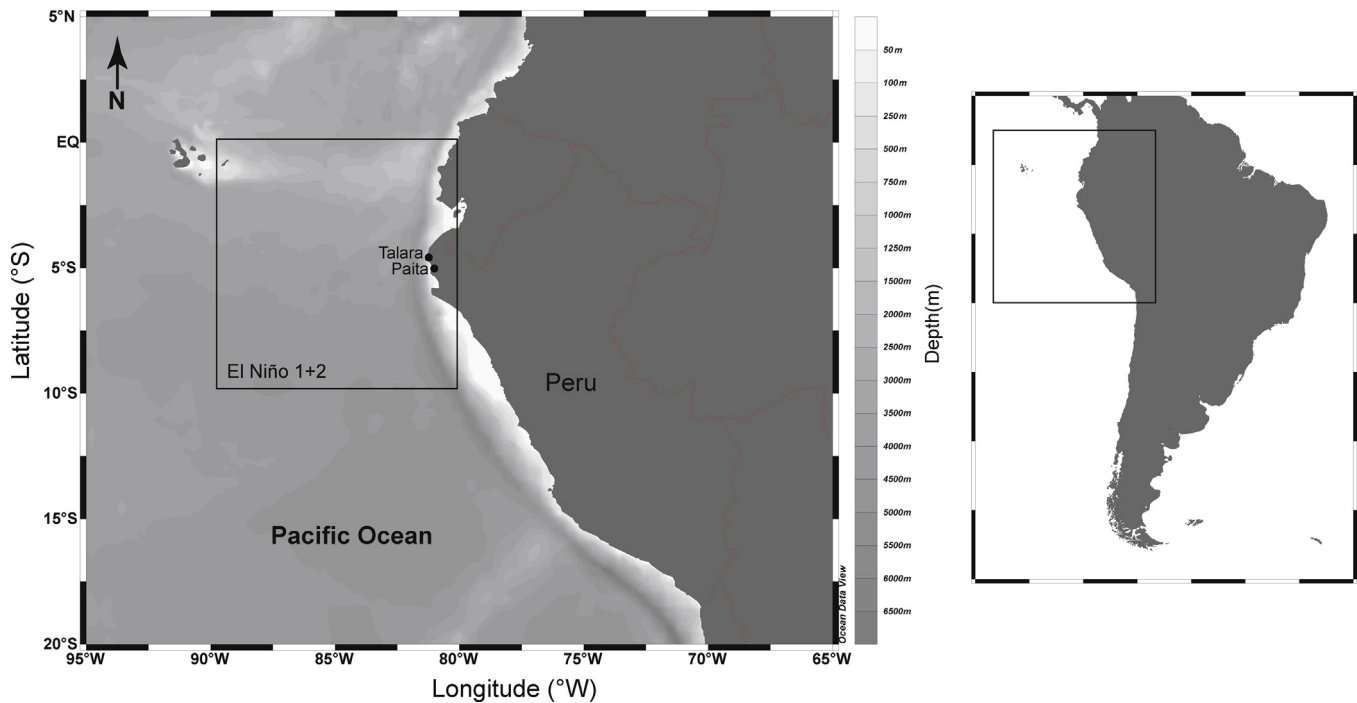 5°N
EQ
5°S
10°S
15°S
20°S
Latitude (°S)
N
Talara
Paita
El Niño 1+2
Peru
Pacific Ocean
95°W
90°W
85°W
80°W
75°W
70°W
65°W
Longitude (°W)
Ocean Data View
50m
100m
250m
500m
750m
1000m
1250m
1500m
2000m
2500m
3000m
3500m
4000m
4500m
5000m
5500m
6000m
6500m
Depth(m)